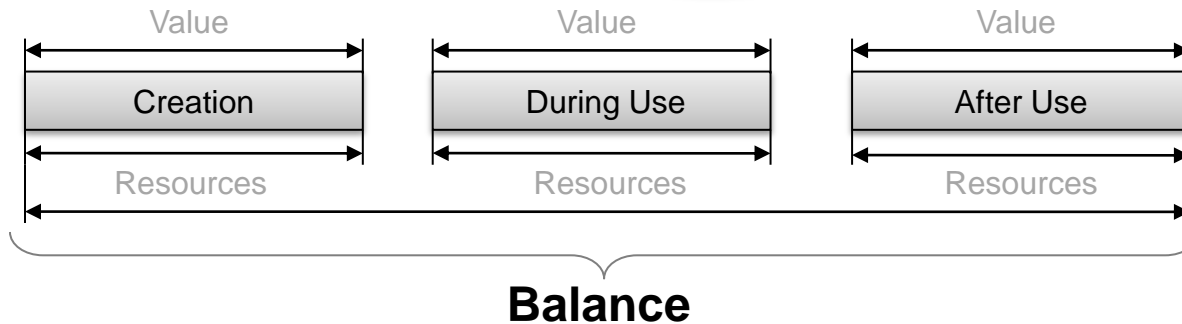 Value Value Value
Creation During Use After Use
Resources Resources Resources
Balance